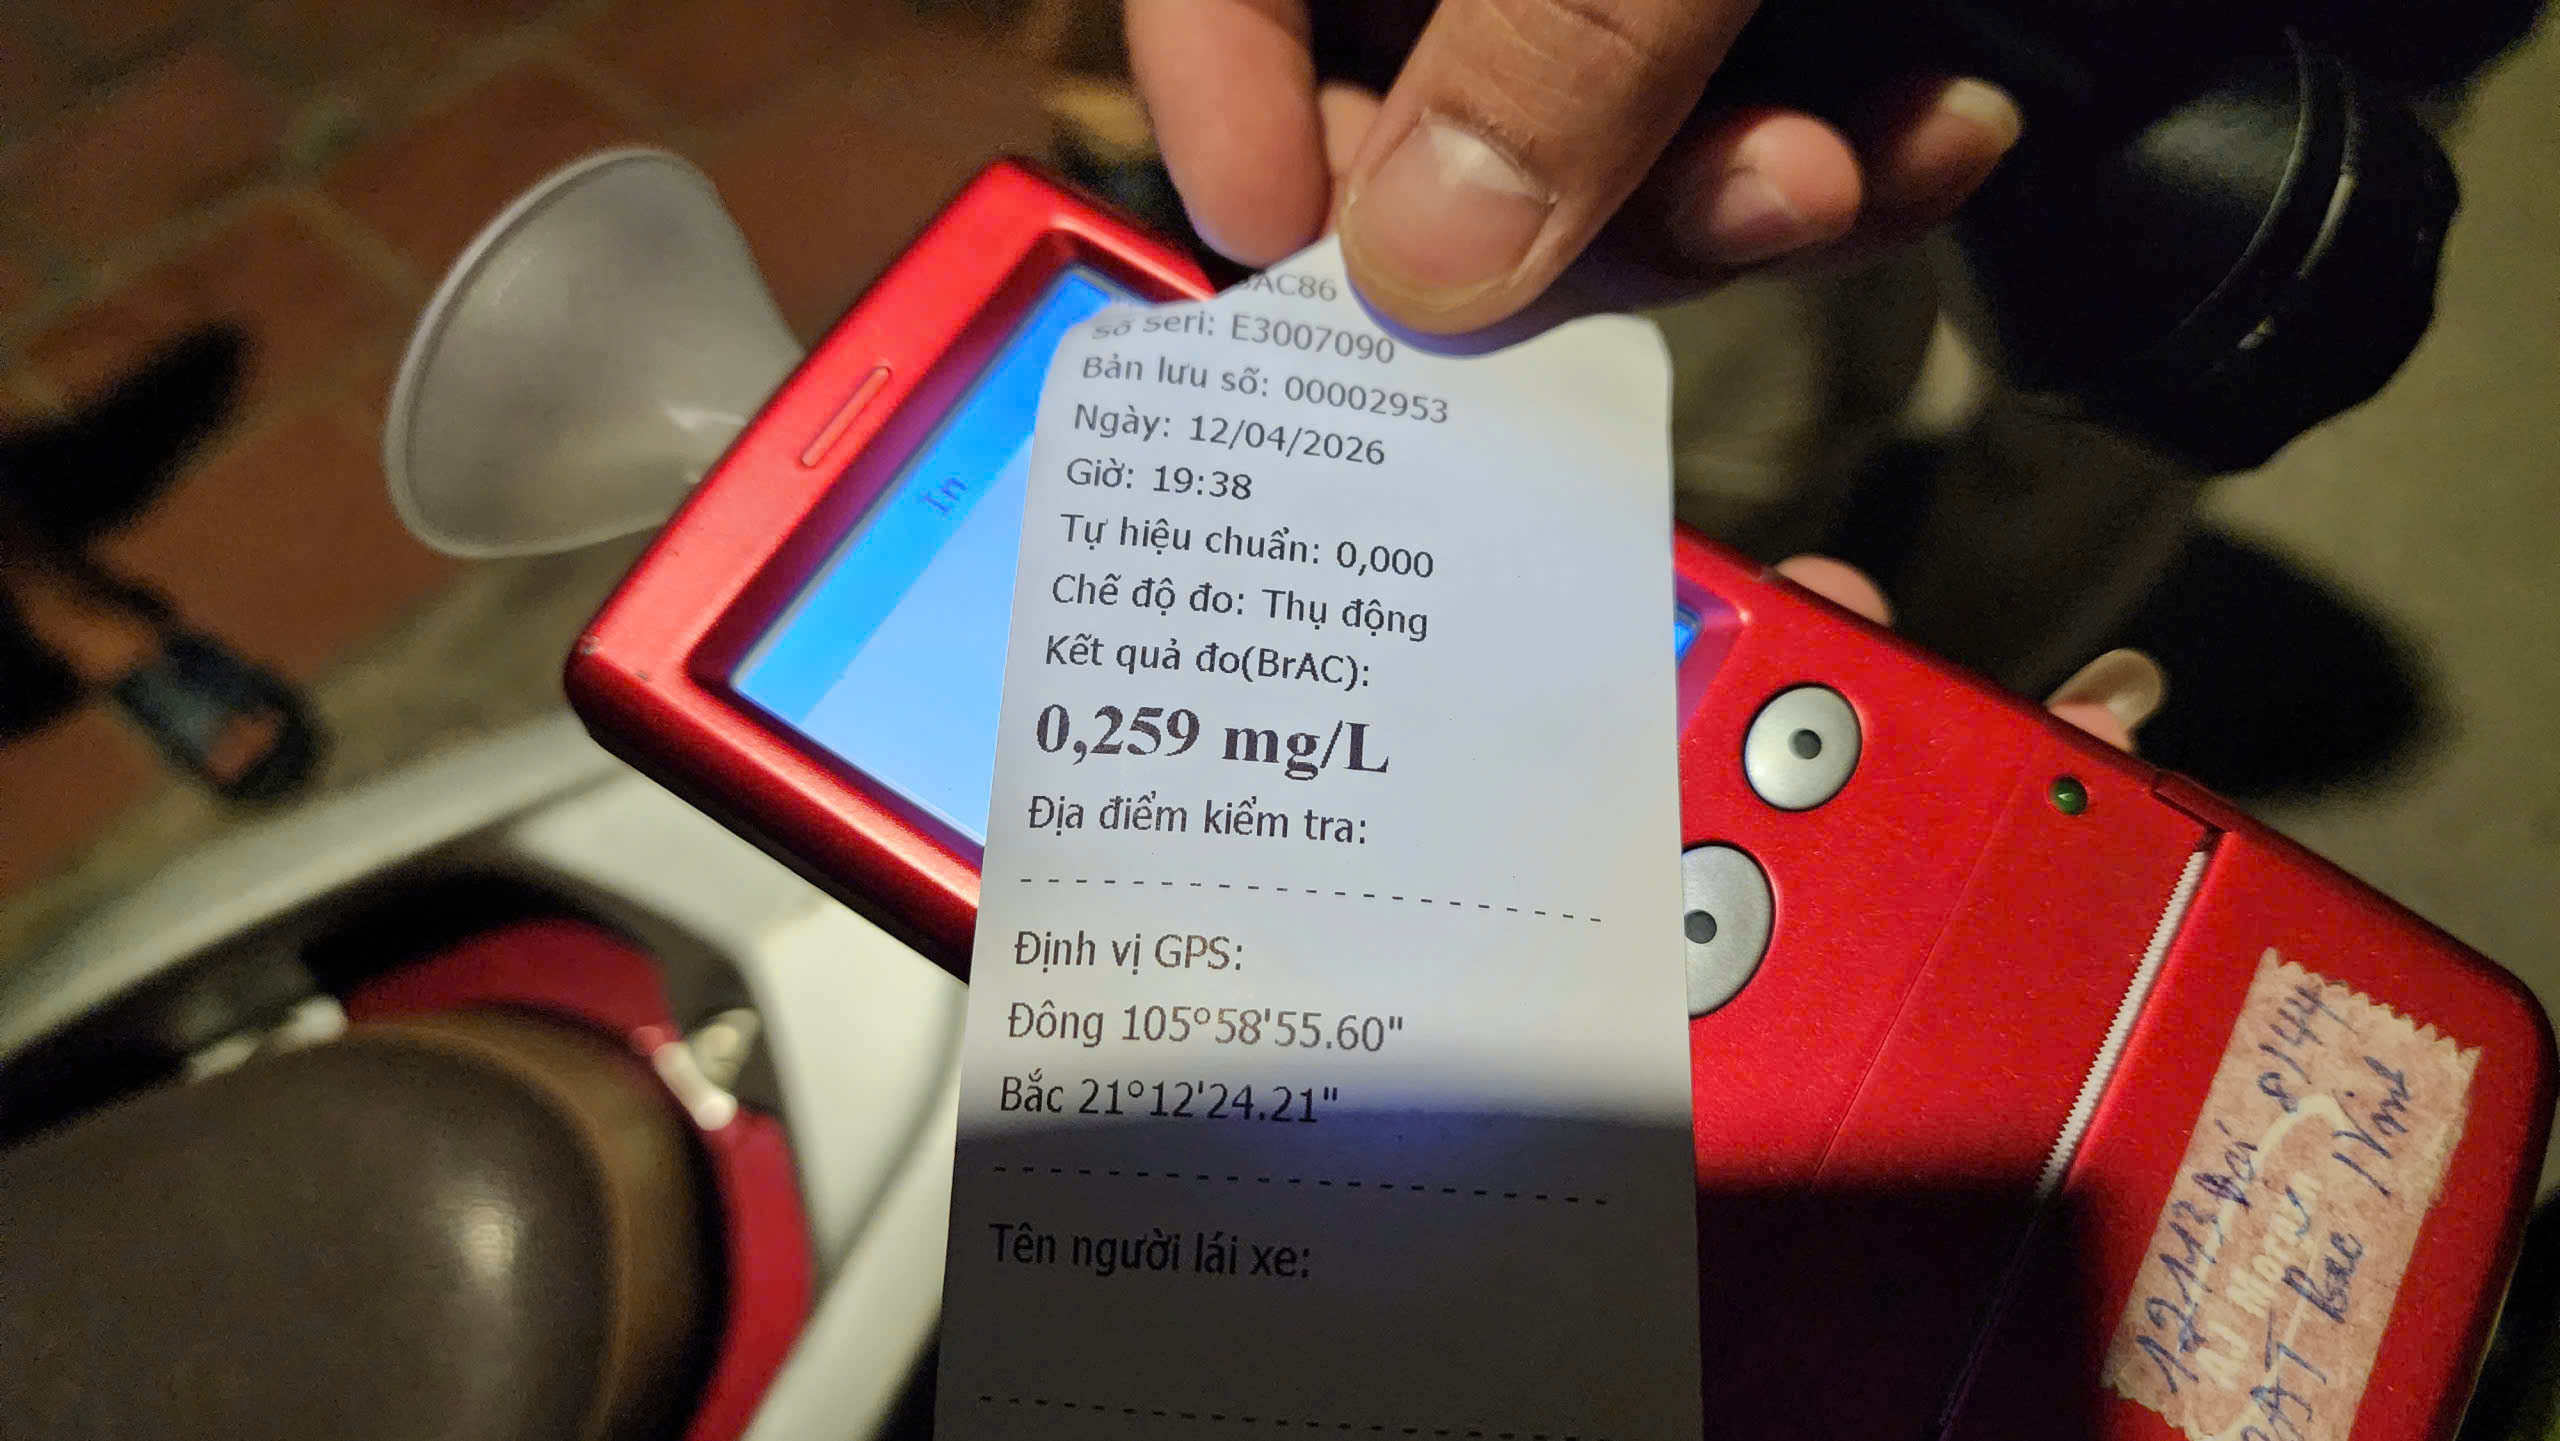 AC86
Số seri: E3007090
Bản lưu số: 00002953
Ngày: 12/04/2026
Giờ: 19:38
Tự hiệu chuẩn: 0,000
Chế độ đo: Thụ động
Kết quả đo(BrAC):
0,259 mg/L
Địa điểm kiểm tra:
Định vị GPS:
Đông 105°58'55.60"
Bắc 21°12'24.21"
Tên người lái xe:
In